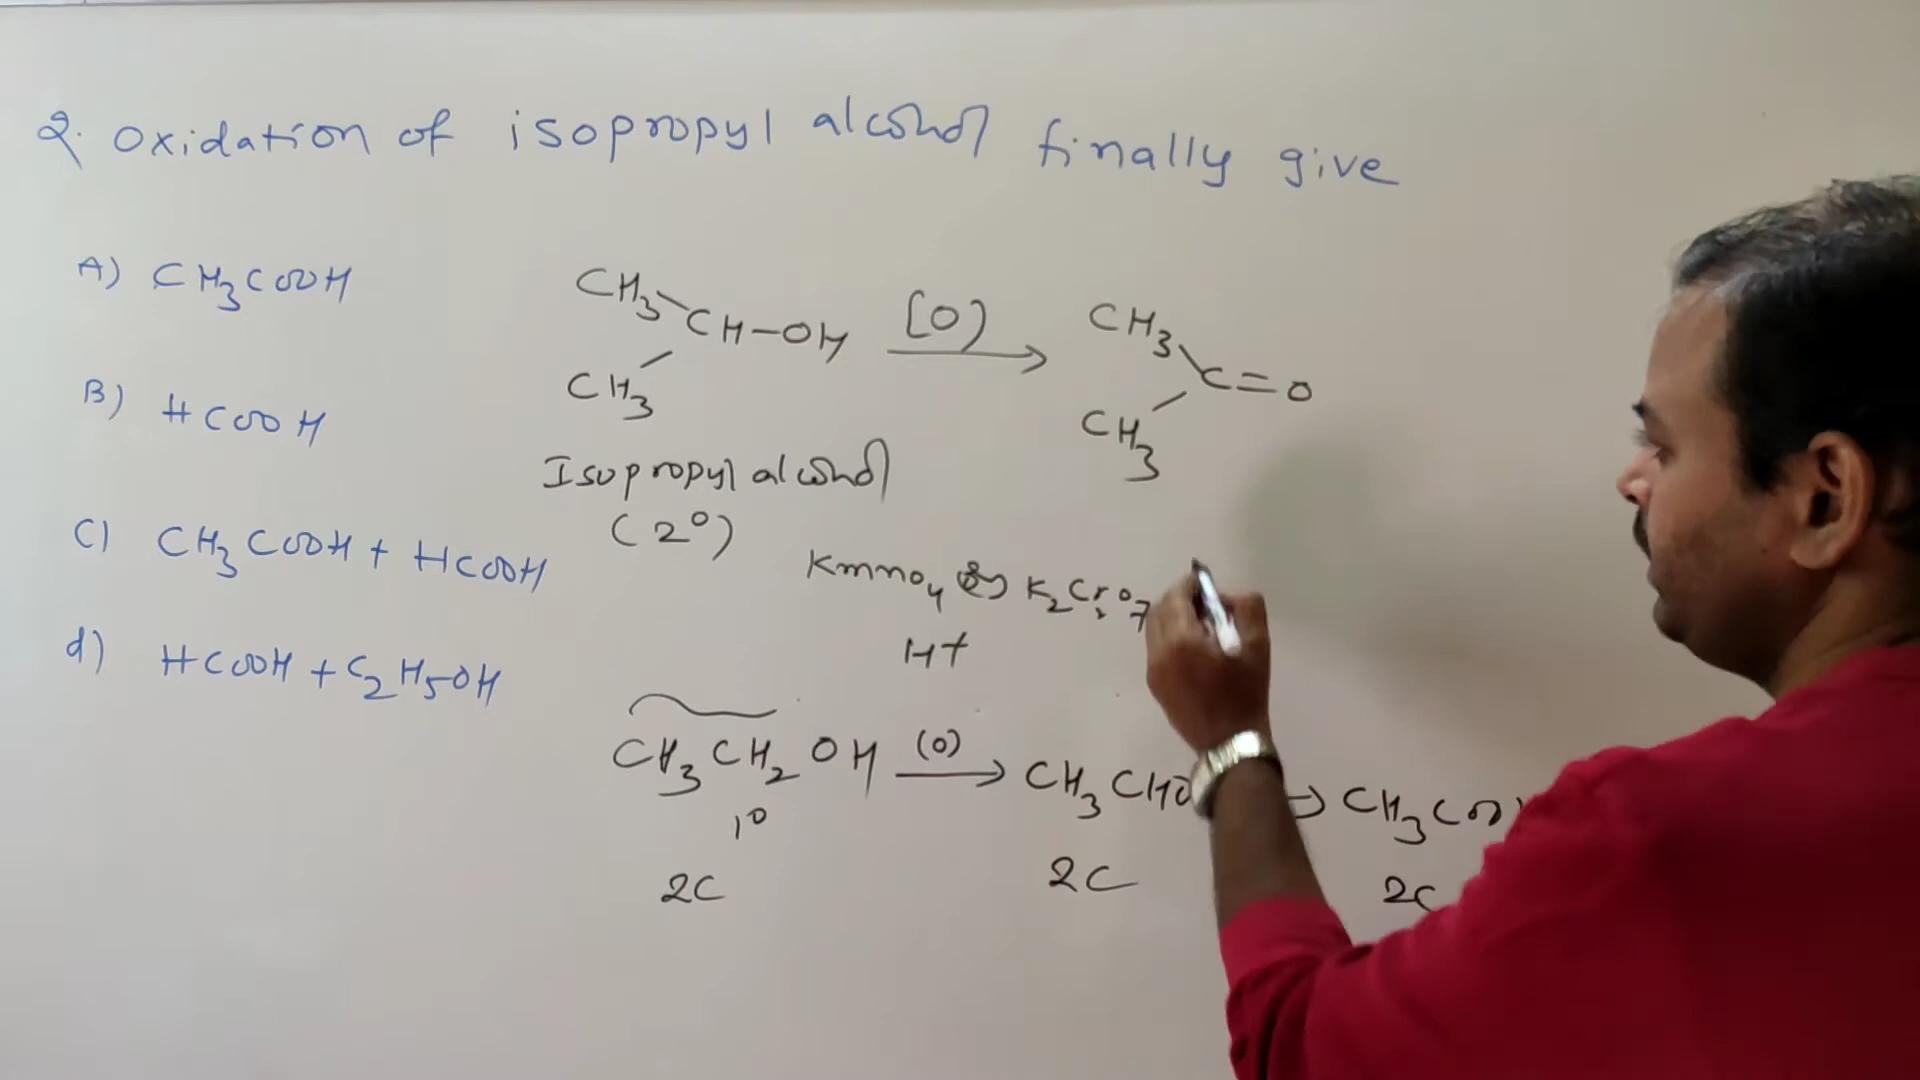 Q. Oxidation of isopropyl alcohol finally give
A) CH3COOH
B) HCOOH
C) CH3COOH + HCOOH
d) HCOOH + C2H5OH
CH3
CH-OH [O] →
CH3
CH3
C=O
CH3
Isopropyl alcohol
(2°)
Kmno4 K2Cr2O7
H+
CH3CH2OH (O) → CH3CHO → CH3COO
1°
2C 2C 2C